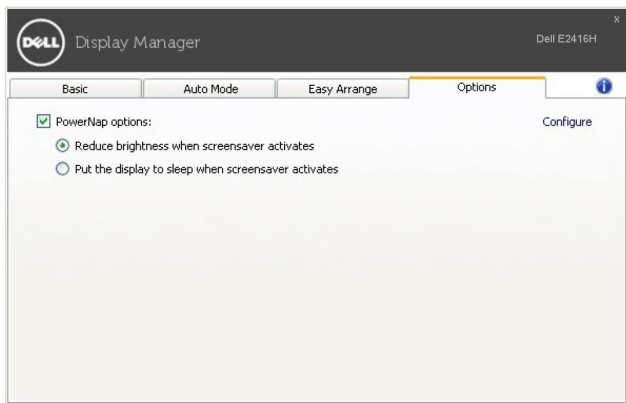 x
DELL Display Manager Dell E2416H
Basic Auto Mode Easy Arrange Options i
PowerNap options: Configure
Reduce brightness when screensaver activates
Put the display to sleep when screensaver activates